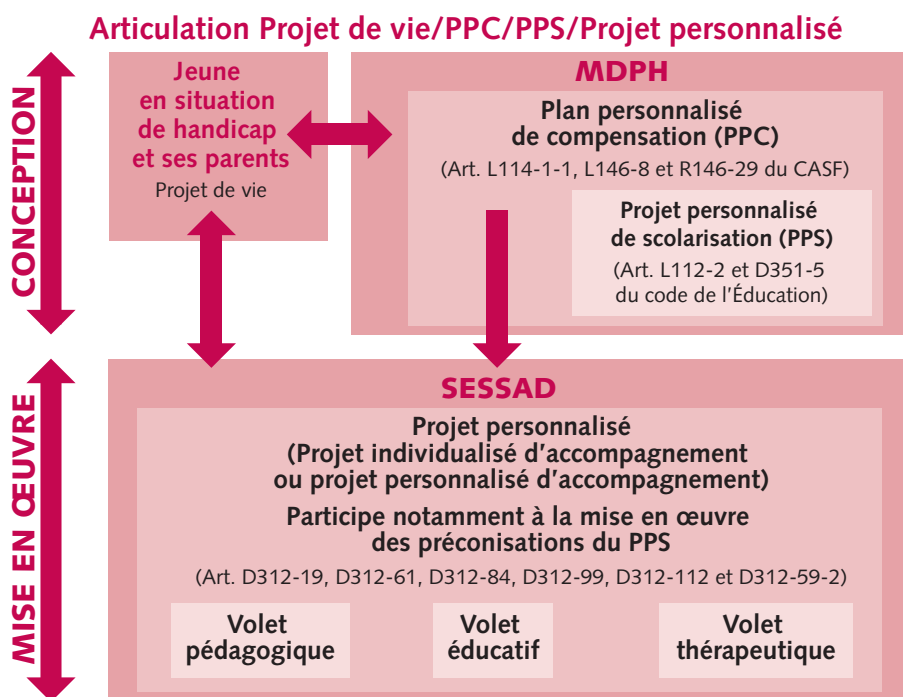 Articulation Projet de vie/PPC/PPS/Projet personnalisé
CONCEPTION
Jeune
en situation
de handicap
et ses parents
Projet de vie
MDPH
Plan personnalisé
de compensation (PPC)
(Art. L114-1-1, L146-8 et R146-29 du CASF)
Projet personnalisé
de scolarisation (PPS)
(Art. L112-2 et D351-5
du code de l’Éducation)
MISE EN ŒUVRE
SESSAD
Projet personnalisé
(Projet individualisé d’accompagnement
ou projet personnalisé d’accompagnement)
Participe notamment à la mise en œuvre
des préconisations du PPS
(Art. D312-19, D312-61, D312-84, D312-99, D312-112 et D312-59-2)
Volet
pédagogique
Volet
éducatif
Volet
thérapeutique